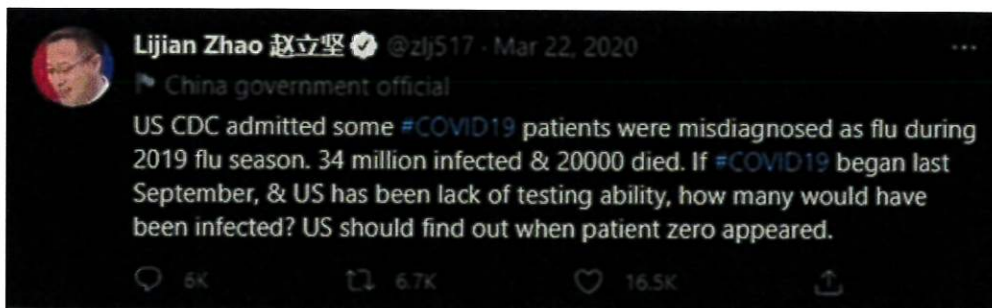 Lijian Zhao 赵立坚 @zlj517 · Mar 22, 2020
China government official
US CDC admitted some #COVID19 patients were misdiagnosed as flu during
2019 flu season. 34 million infected & 20000 died. If #COVID19 began last
September, & US has been lack of testing ability, how many would have
been infected? US should find out when patient zero appeared.
6K 6.7K 16.5K